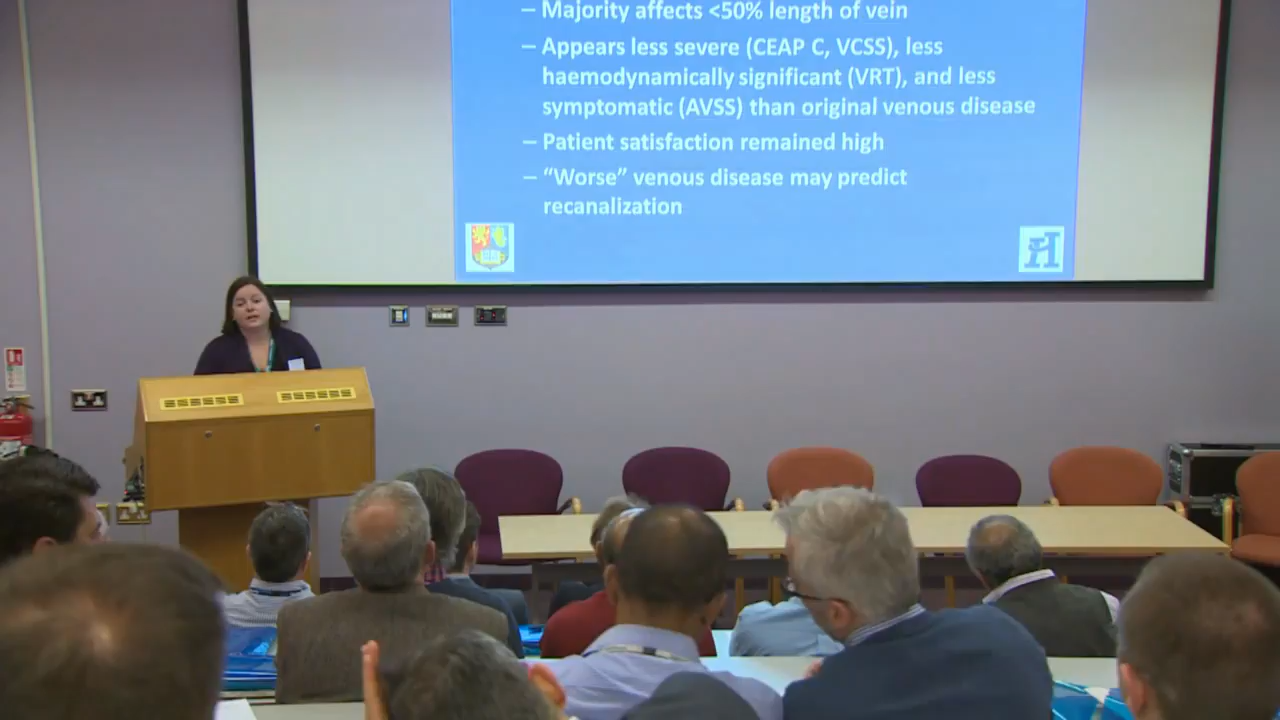 – Majority affects <50% length of vein
– Appears less severe (CEAP C, VCSS), less
haemodynamically significant (VRT), and less
symptomatic (AVSS) than original venous disease
– Patient satisfaction remained high
– “Worse” venous disease may predict
recanalization